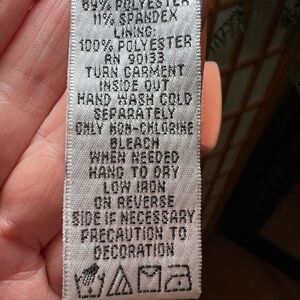 89% POLYESTER
11% SPANDEX
LINING:
100% POLYESTER
RN 90133
TURN GARMENT
INSIDE OUT
HAND WASH COLD
SEPARATELY
ONLY NON-CHLORINE
BLEACH
WHEN NEEDED
HANG TO DRY
LOW IRON
ON REVERSE
SIDE IF NECESSARY
PRECAUTION TO
DECORATION